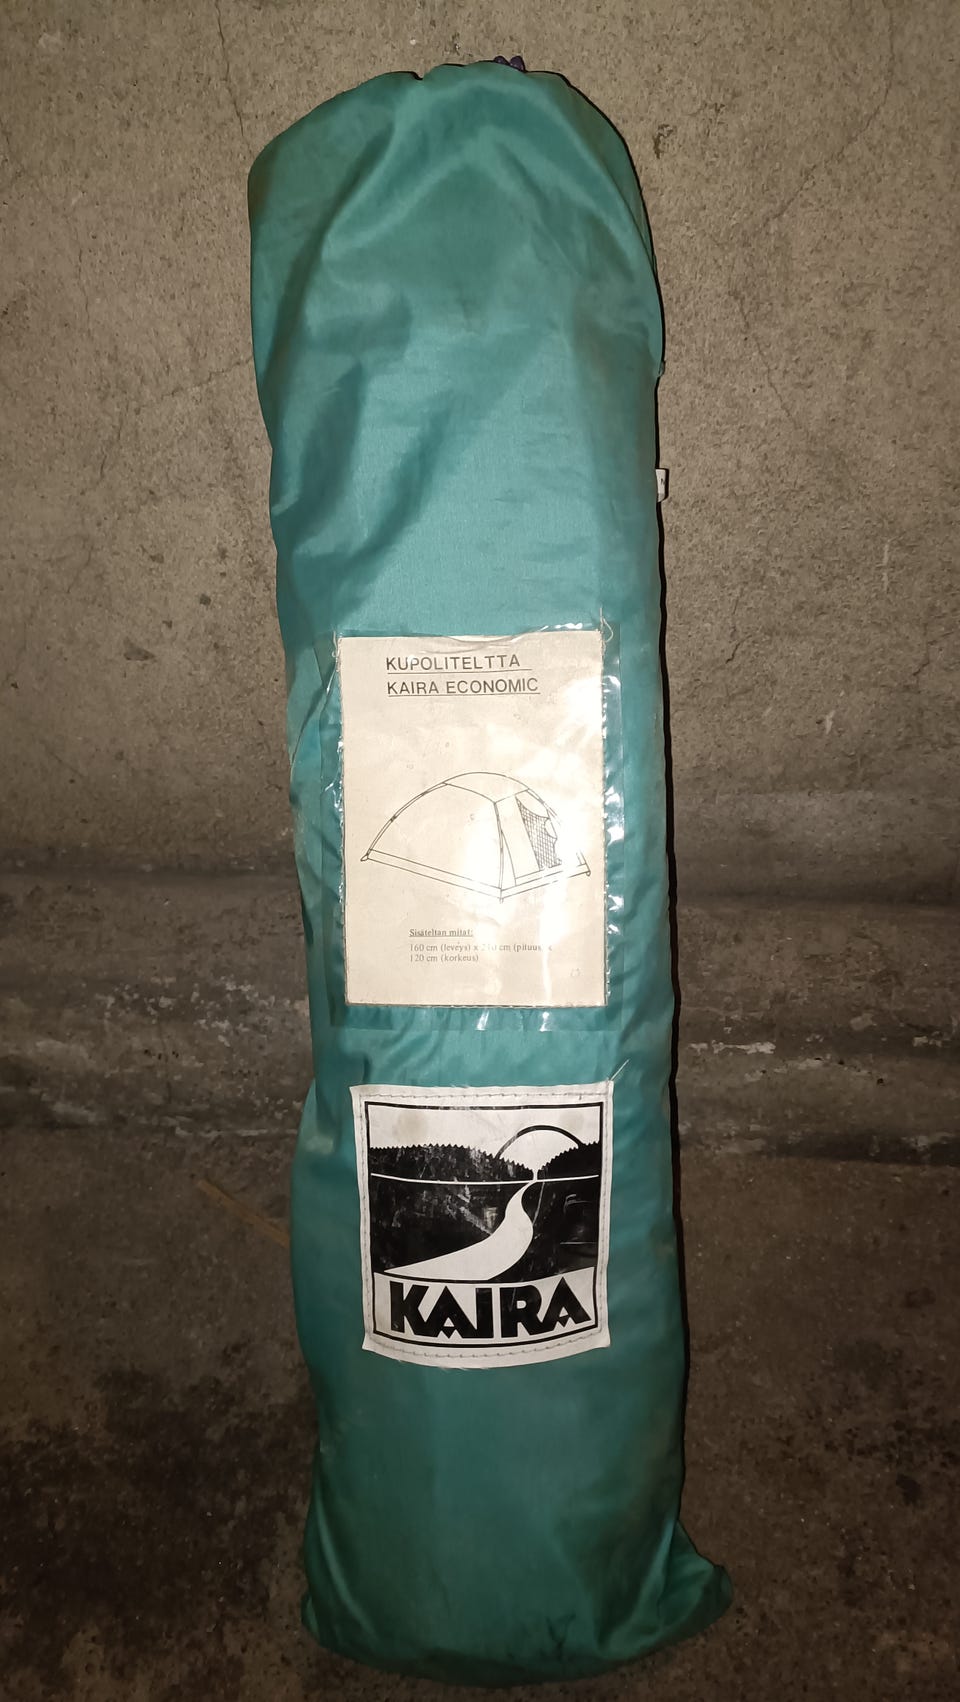 KUPOLITELTTA
KAIRA ECONOMIC
Sisäteltan mitat:
160 cm (leveys) x 210 cm (pituus) x
120 cm (korkeus)
KAIRA